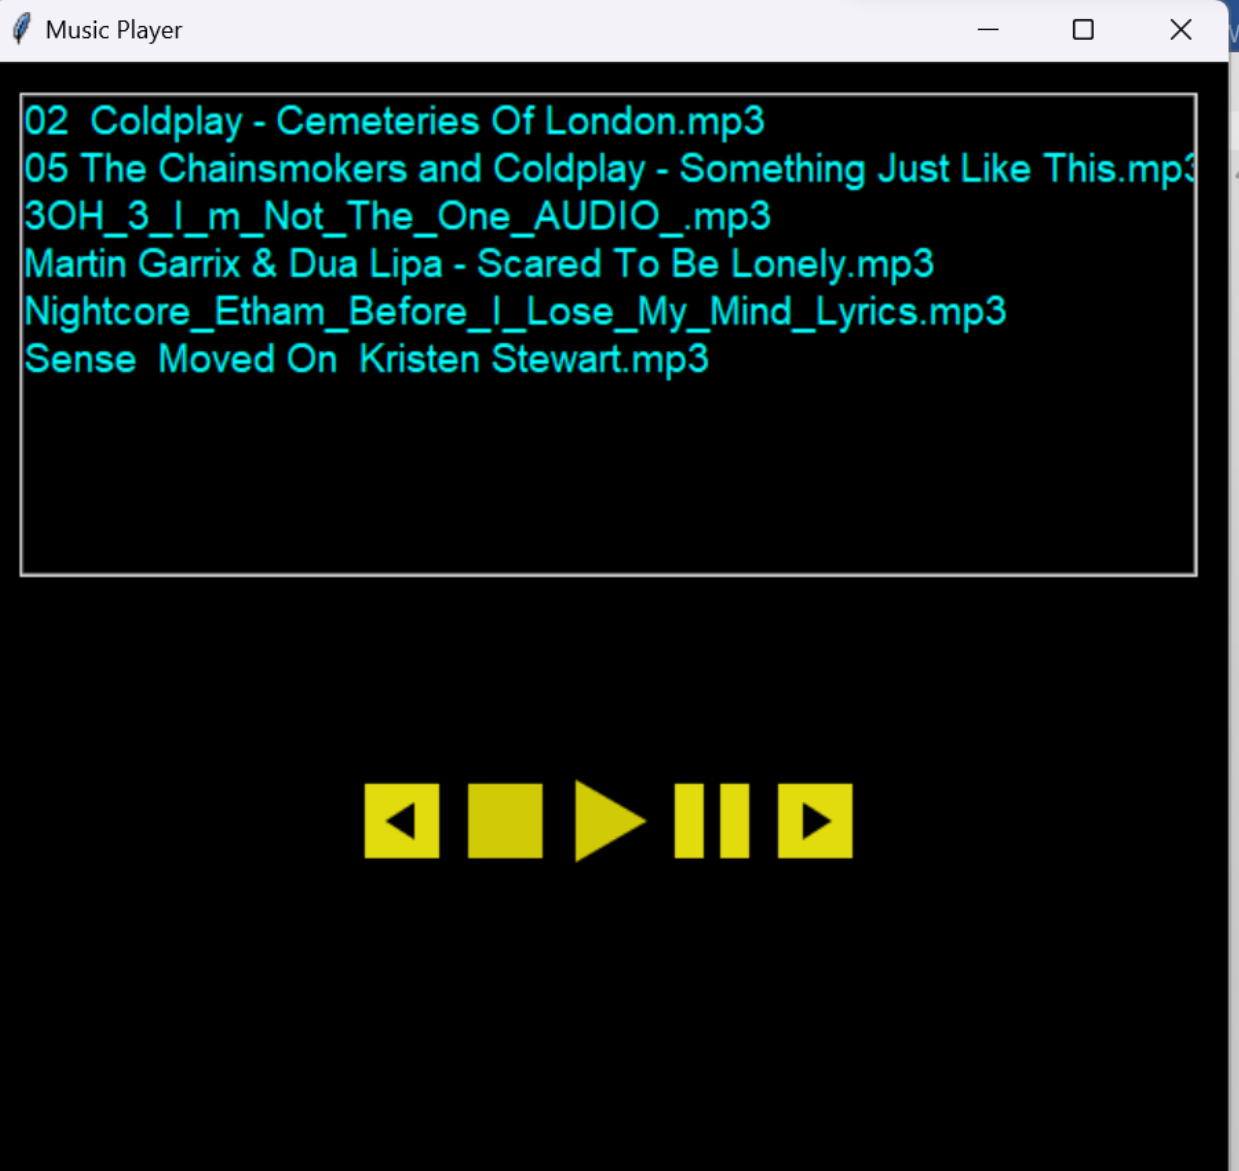 Music Player
02  Coldplay - Cemeteries Of London.mp3
05 The Chainsmokers and Coldplay - Something Just Like This.mp3
3OH_3_I_m_Not_The_One_AUDIO_.mp3
Martin Garrix & Dua Lipa - Scared To Be Lonely.mp3
Nightcore_Etham_Before_I_Lose_My_Mind_Lyrics.mp3
Sense  Moved On  Kristen Stewart.mp3